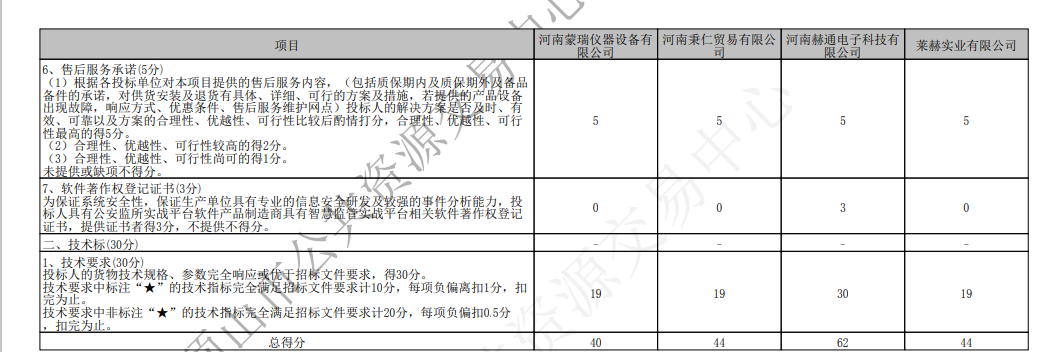 项目
河南蒙瑞仪器设备有
限公司
河南秉仁贸易有限公
司
河南赫通电子科技有
限公司
莱赫实业有限公司
6、售后服务承诺(5分)
（1）根据各投标单位对本项目提供的售后服务内容，（包括质保期内及质保期外及备品
备件的承诺，对供货安装及退货有具体、详细、可行的方案及措施，若提供的产品设备
出现故障，响应方式、优惠条件、售后服务维护网点）投标人的解决方案是否及时、有
效、可靠以及方案的合理性、优越性、可行性比较后酌情打分，合理性、优越性、可行
性最高的得5分。
（2）合理性、优越性、可行性较高的得2分。
（3）合理性、优越性、可行性尚可的得1分。
未提供或缺项不得分。
5
5
5
5
7、软件著作权登记证书(3分)
为保证系统安全性，保证生产单位具有专业的信息安全研发及较强的事件分析能力，投
标人具有公安监所实战平台软件产品制造商具有智慧监管实战平台相关软件著作权登记
证书，提供证书者得3分，不提供不得分。
0
0
3
0
二、技术标(30分)
-
-
-
-
1、技术要求(30分)
投标人的货物技术规格、参数完全响应或优于招标文件要求，得30分。
技术要求中标注“★”的技术指标完全满足招标文件要求计10分，每项负偏离扣1分，扣
完为止。
技术要求中非标注“★”的技术指标完全满足招标文件要求计20分，每项负偏扣0.5分
，扣完为止。
19
19
30
19
总得分
40
44
62
44
顶山市公共资源交易中心
资源交易中心